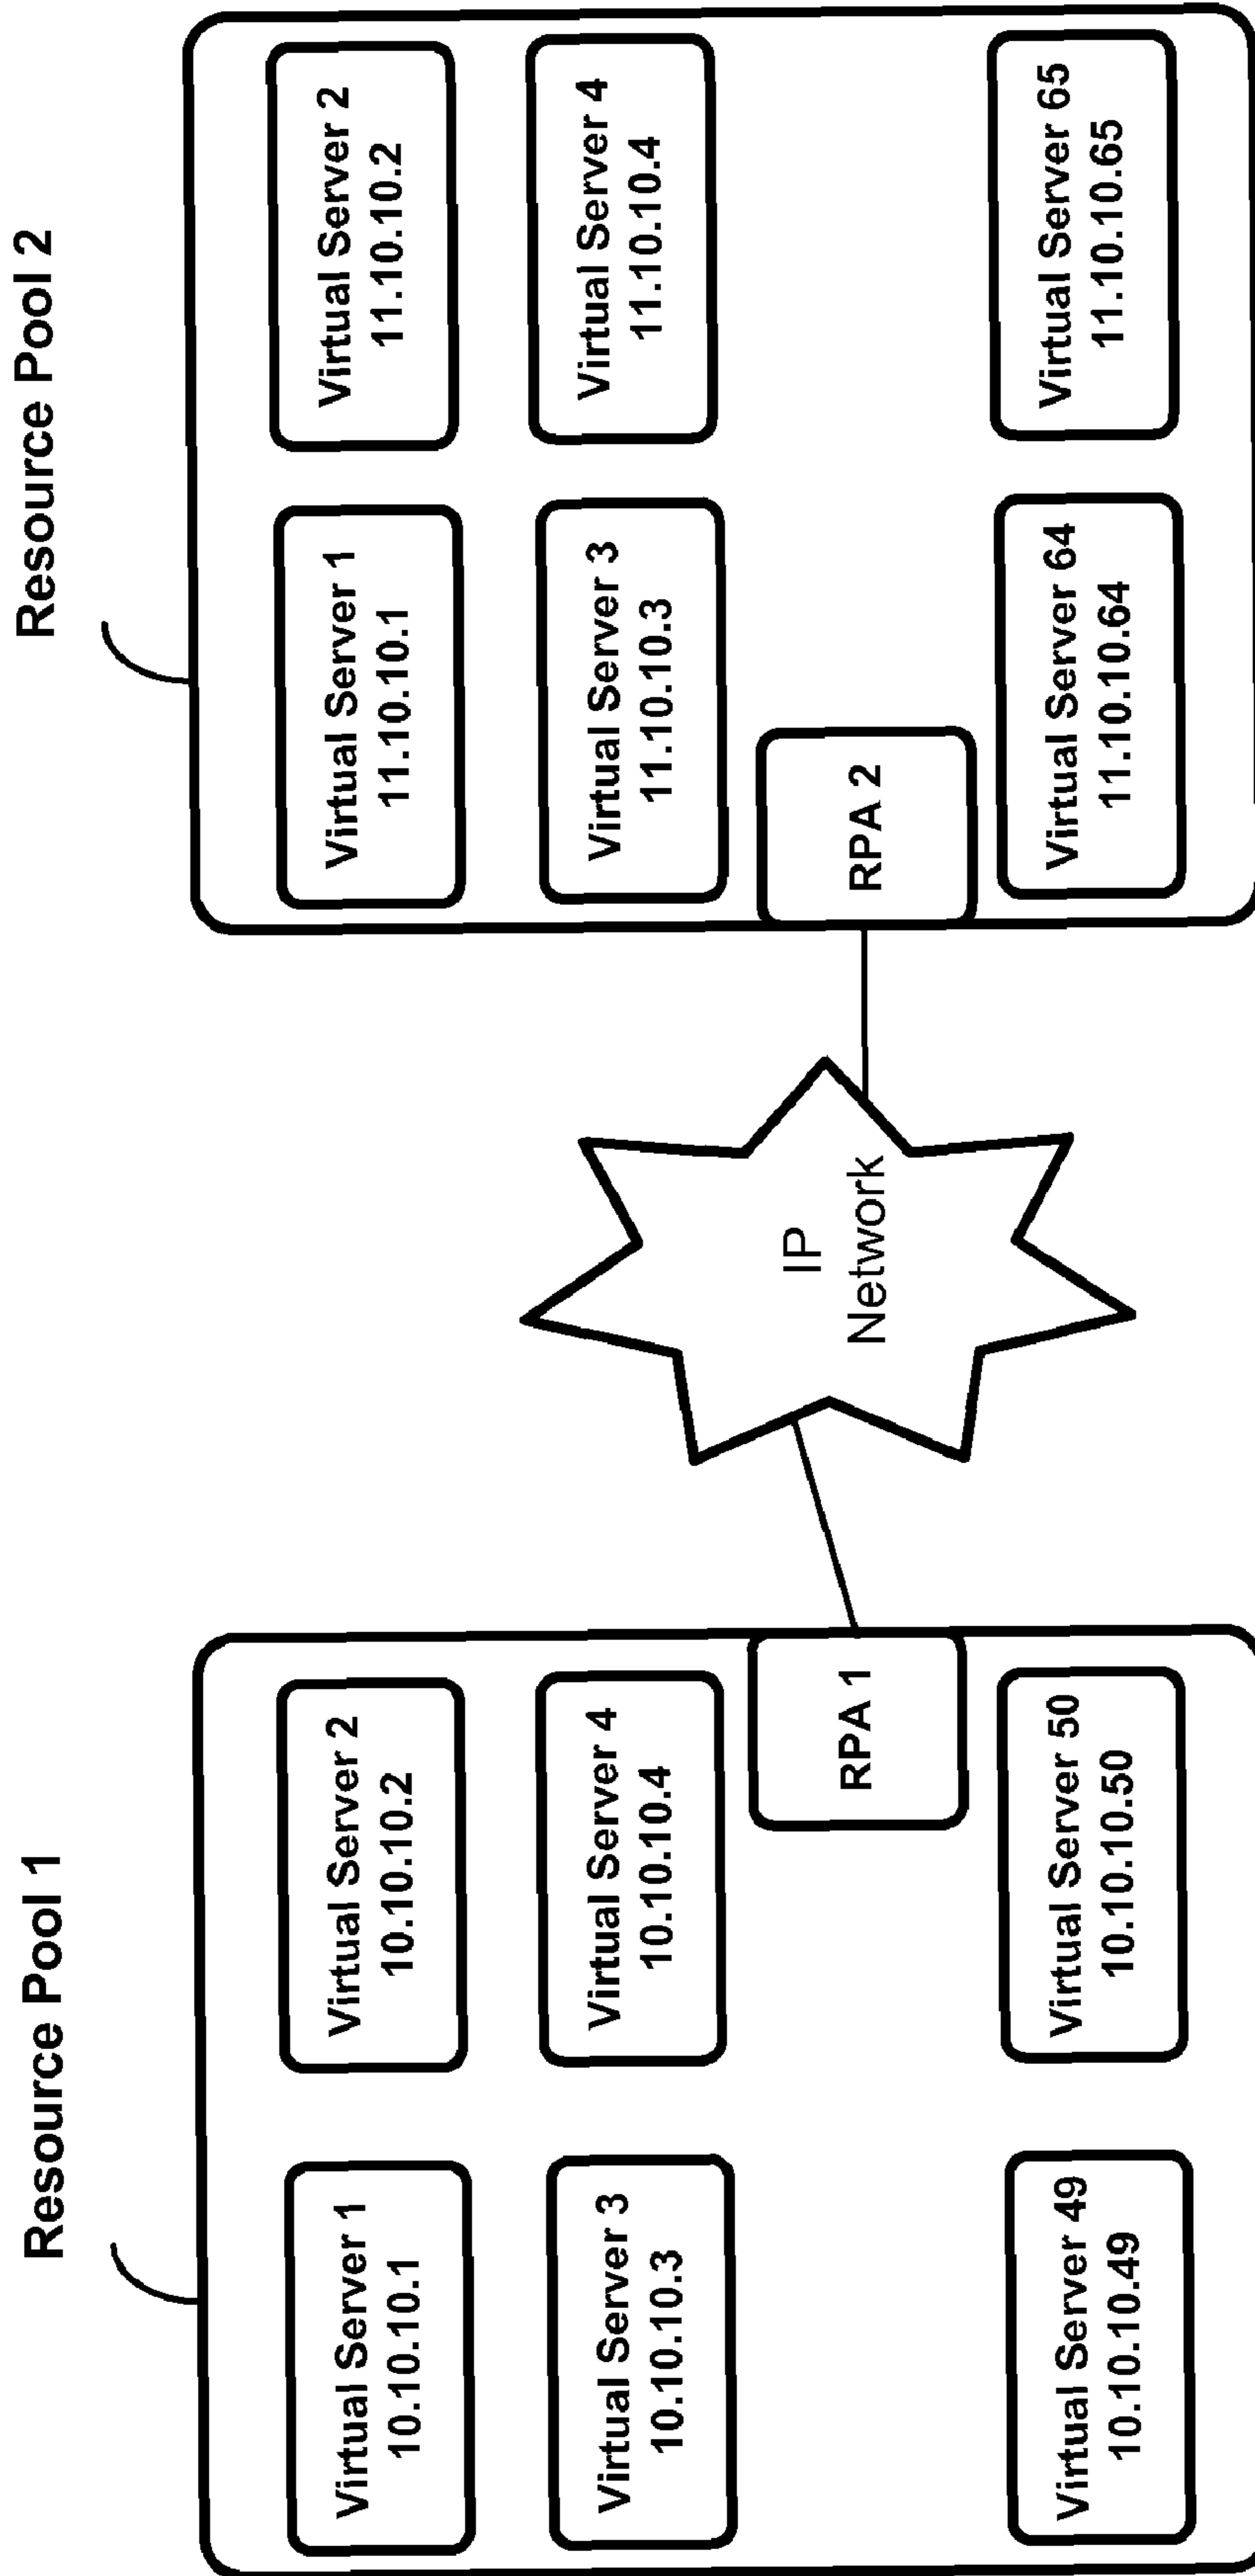 Resource Pool 1
Virtual Server 1
10.10.10.1
Virtual Server 2
10.10.10.2
Virtual Server 3
10.10.10.3
Virtual Server 4
10.10.10.4
RPA 1
Virtual Server 49
10.10.10.49
Virtual Server 50
10.10.10.50
IP
Network
Resource Pool 2
Virtual Server 1
11.10.10.1
Virtual Server 2
11.10.10.2
Virtual Server 3
11.10.10.3
Virtual Server 4
11.10.10.4
RPA 2
Virtual Server 64
11.10.10.64
Virtual Server 65
11.10.10.65